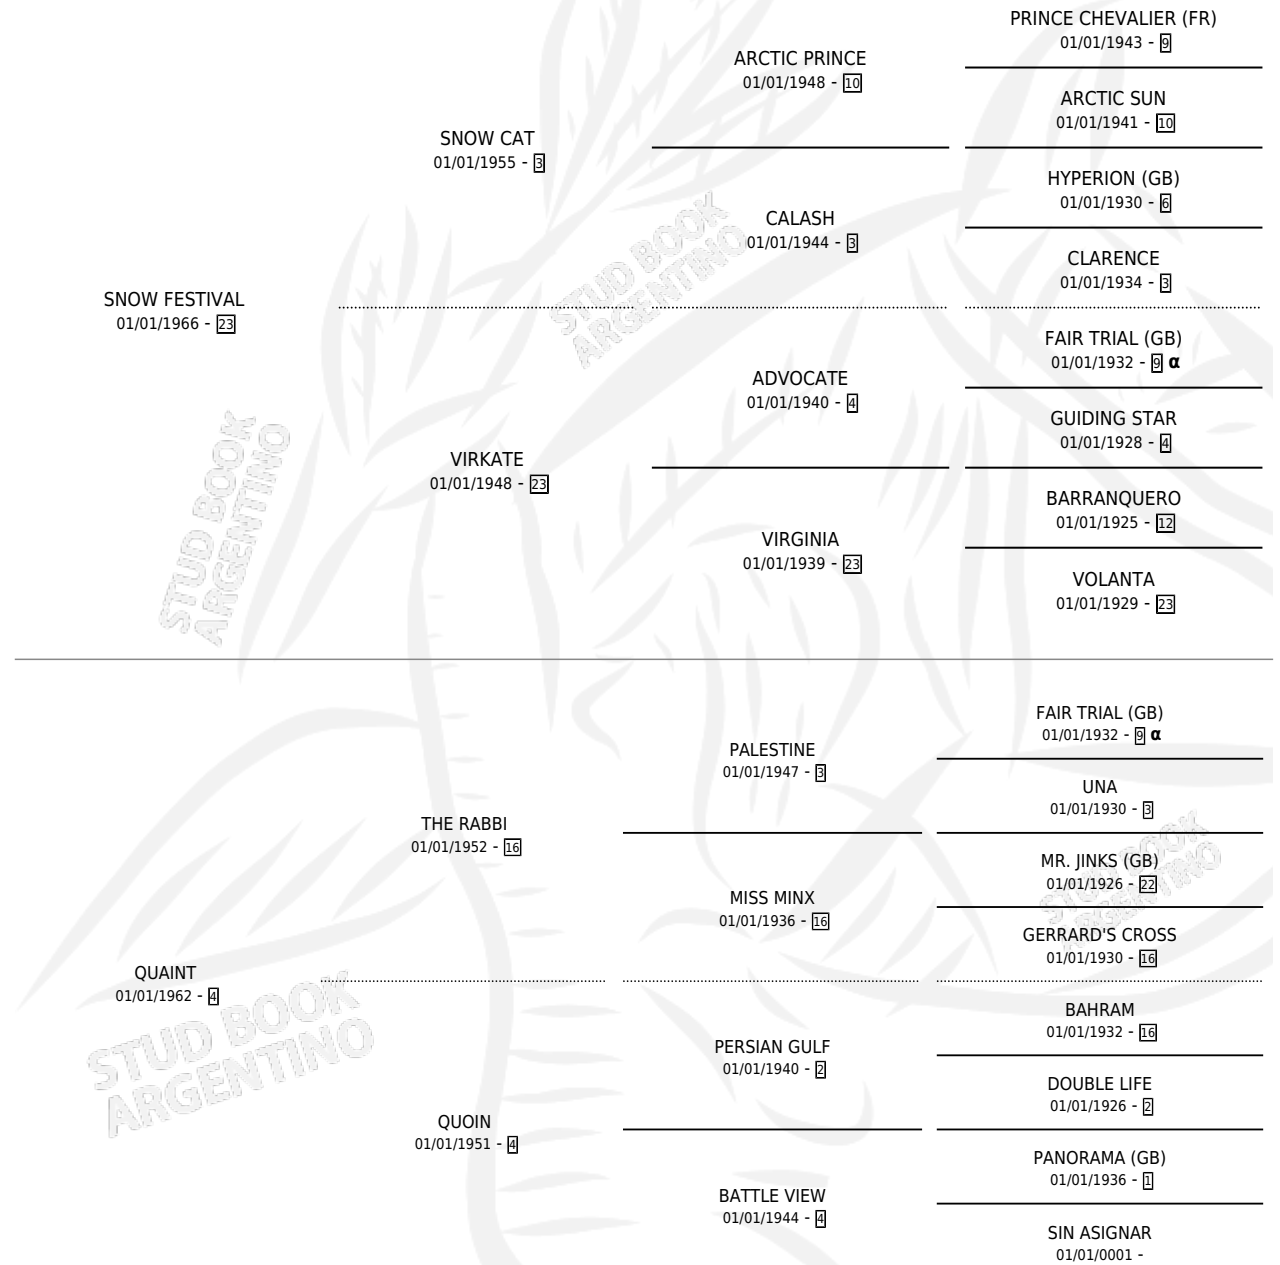 PRINCE CHEVALIER (FR)
01/01/1943 - 9
ARCTIC PRINCE
01/01/1948 - 10
ARCTIC SUN
01/01/1941 - 10
SNOW CAT
01/01/1955 - 3
HYPERION (GB)
01/01/1930 - 6
CALASH
01/01/1944 - 3
CLARENCE
01/01/1934 - 3
SNOW FESTIVAL
01/01/1966 - 23
FAIR TRIAL (GB)
01/01/1932 - 9 α
ADVOCATE
01/01/1940 - 4
GUIDING STAR
01/01/1928 - 4
VIRKATE
01/01/1948 - 23
BARRANQUERO
01/01/1925 - 12
VIRGINIA
01/01/1939 - 23
VOLANTA
01/01/1929 - 23
FAIR TRIAL (GB)
01/01/1932 - 9 α
PALESTINE
01/01/1947 - 3
UNA
01/01/1930 - 3
THE RABBI
01/01/1952 - 16
MR. JINKS (GB)
01/01/1926 - 22
MISS MINX
01/01/1936 - 16
GERRARD'S CROSS
01/01/1930 - 16
QUAINT
01/01/1962 - 4
BAHRAM
01/01/1932 - 16
PERSIAN GULF
01/01/1940 - 2
DOUBLE LIFE
01/01/1926 - 2
QUOIN
01/01/1951 - 4
PANORAMA (GB)
01/01/1936 - 1
BATTLE VIEW
01/01/1944 - 4
SIN ASIGNAR
01/01/0001 -
STUD BOOK
ARGENTINO
STUD BOOK
ARGENTINO
STUD BOOK
ARGENTINO
STUD BOOK
ARGENTINO